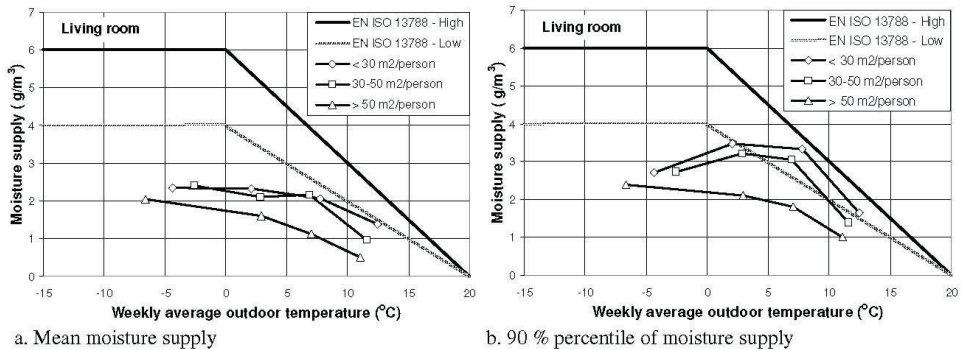 Living room
EN ISO 13788 - High
EN ISO 13788 - Low
< 30 m2/person
30-50 m2/person
> 50 m2/person
Moisture supply ( g/m³)
7
6
5
4
3
2
1
0
-15 -10 -5 0 5 10 15 20
Weekly average outdoor temperature (°C)
a. Mean moisture supply
Living room
EN ISO 13788 - High
EN ISO 13788 - Low
< 30 m2/person
30-50 m2/person
> 50 m2/person
Moisture supply (g/m³)
7
6
5
4
3
2
1
0
-15 -10 -5 0 5 10 15 20
Weekly average outdoor temperature (°C)
b. 90 % percentile of moisture supply